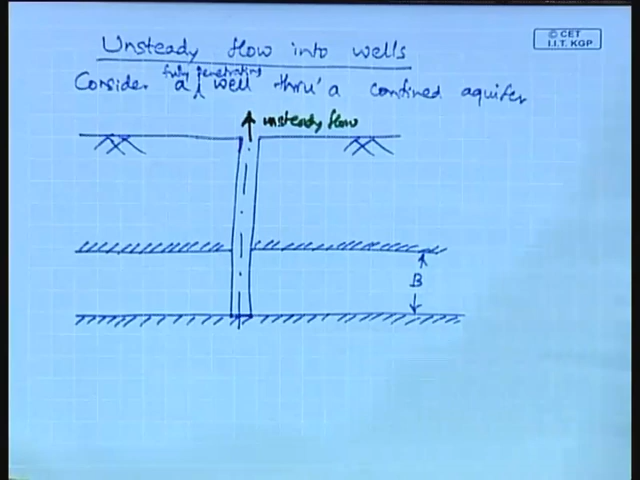 © CET
I.I.T. KGP
Unsteady flow into wells
Consider a fully penetrating well thru' a confined aquifer
unsteady flow
B